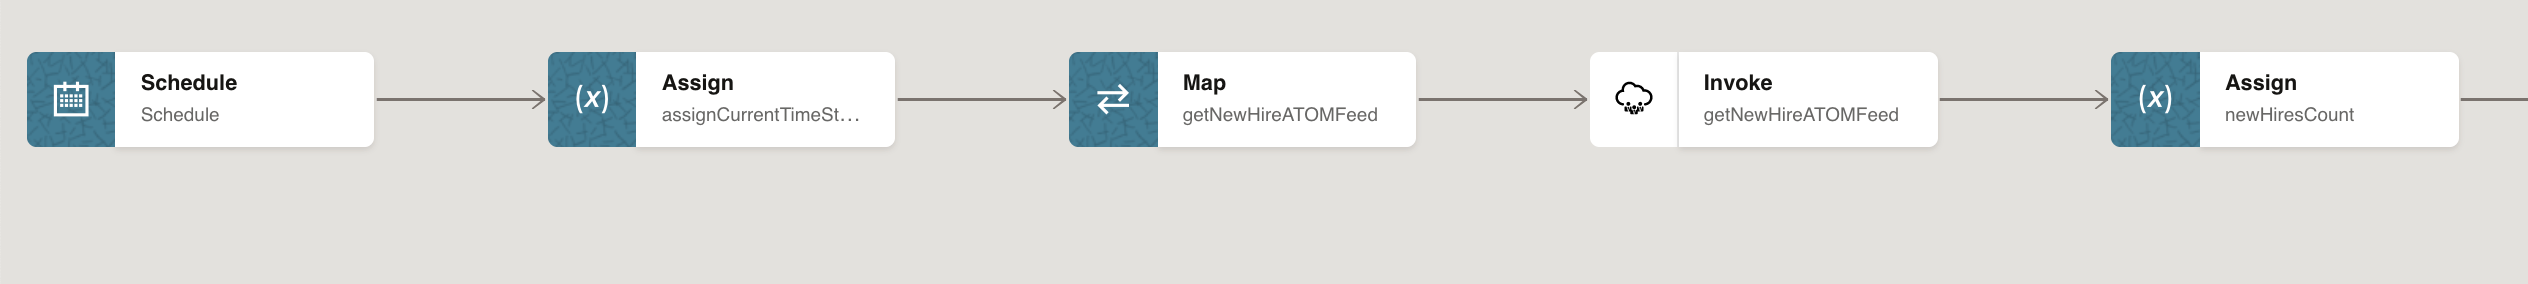 Schedule
Schedule
(x)
Assign
assignCurrentTimeSt...
Map
getNewHireATOMFeed
Invoke
getNewHireATOMFeed
(x)
Assign
newHiresCount